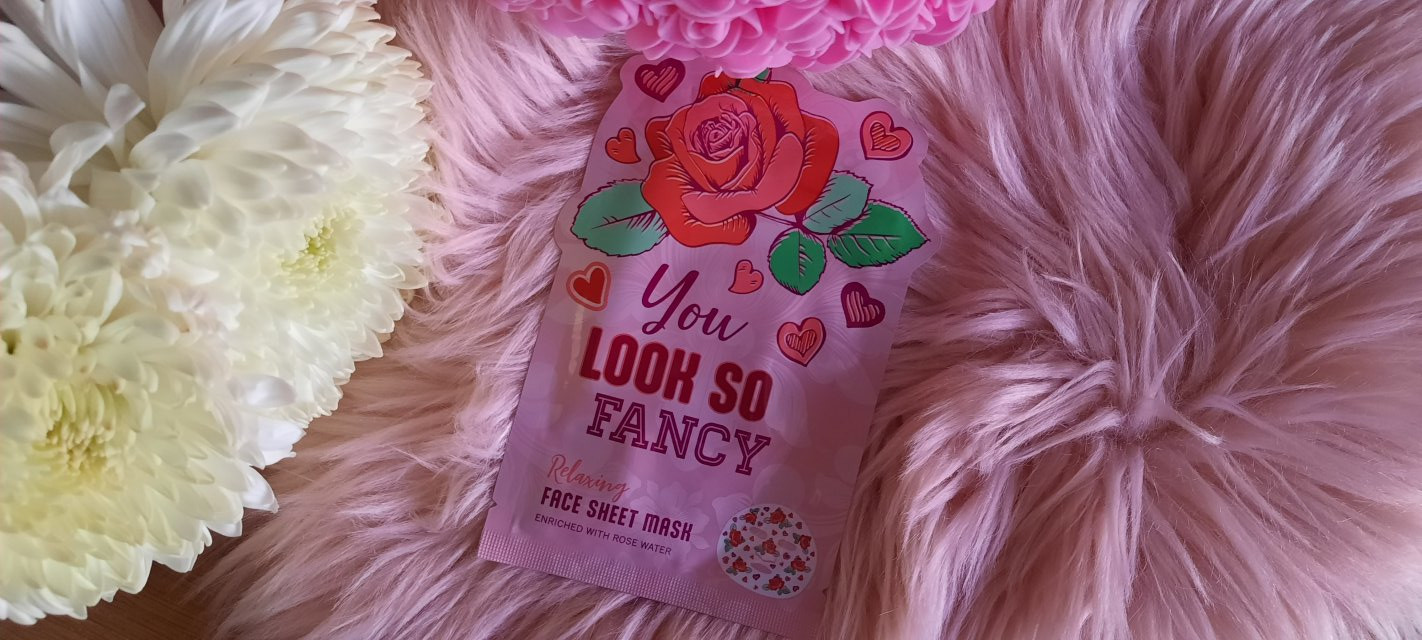 You
LOOK SO
FANCY
Relaxing
FACE SHEET MASK
ENRICHED WITH ROSE WATER